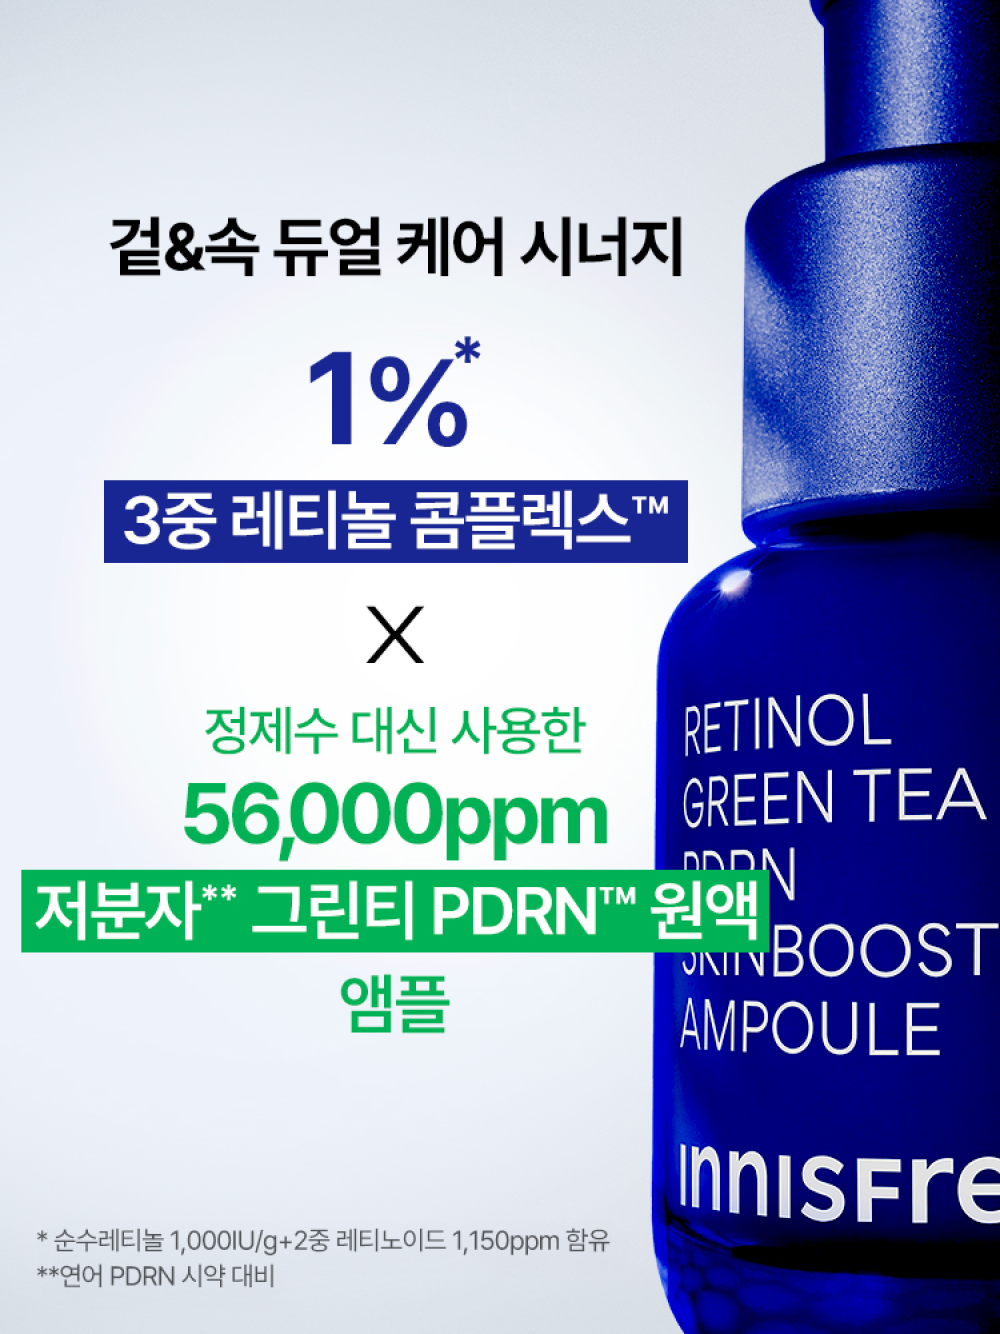 겉&속 듀얼 케어 시너지
1%*
3중 레티놀 콤플렉스™
X
정제수 대신 사용한
56,000ppm
저분자** 그린티 PDRN™ 원액
앰플
RETINOL
GREEN TEA
PDRN
SKINBOOST
AMPOULE
INNISFre
* 순수레티놀 1,000IU/g+2중 레티노이드 1,150ppm 함유
**연어 PDRN 시약 대비